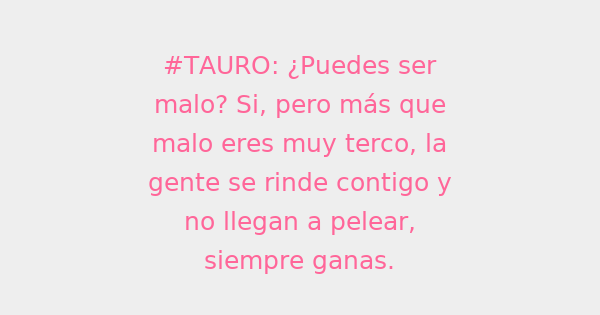 #TAURO: ¿Puedes ser
malo? Si, pero más que
malo eres muy terco, la
gente se rinde contigo y
no llegan a pelear,
siempre ganas.